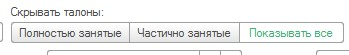 Скрывать талоны:
Полностью занятые Частично занятые Показывать все